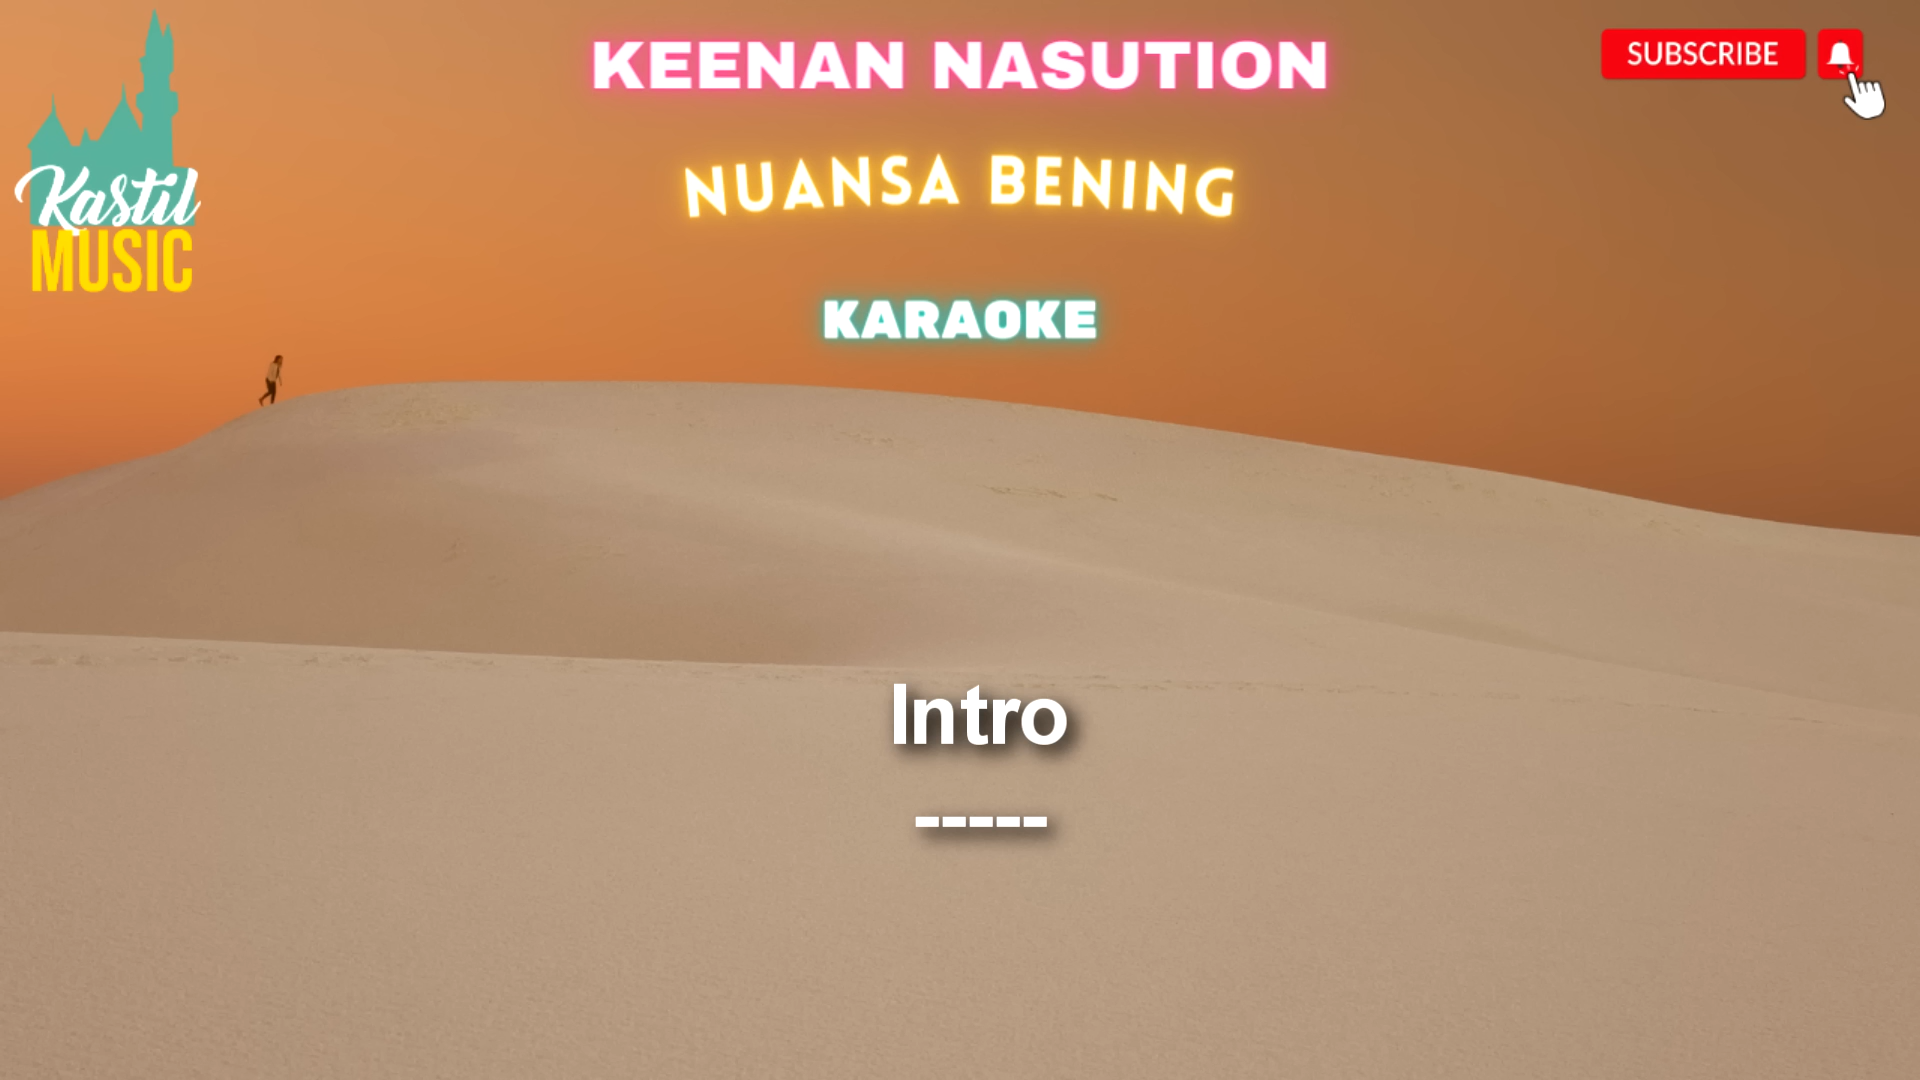 KEENAN NASUTION
SUBSCRIBE
NUANSA BENING
Kastil
MUSIC
KARAOKE
Intro
-----